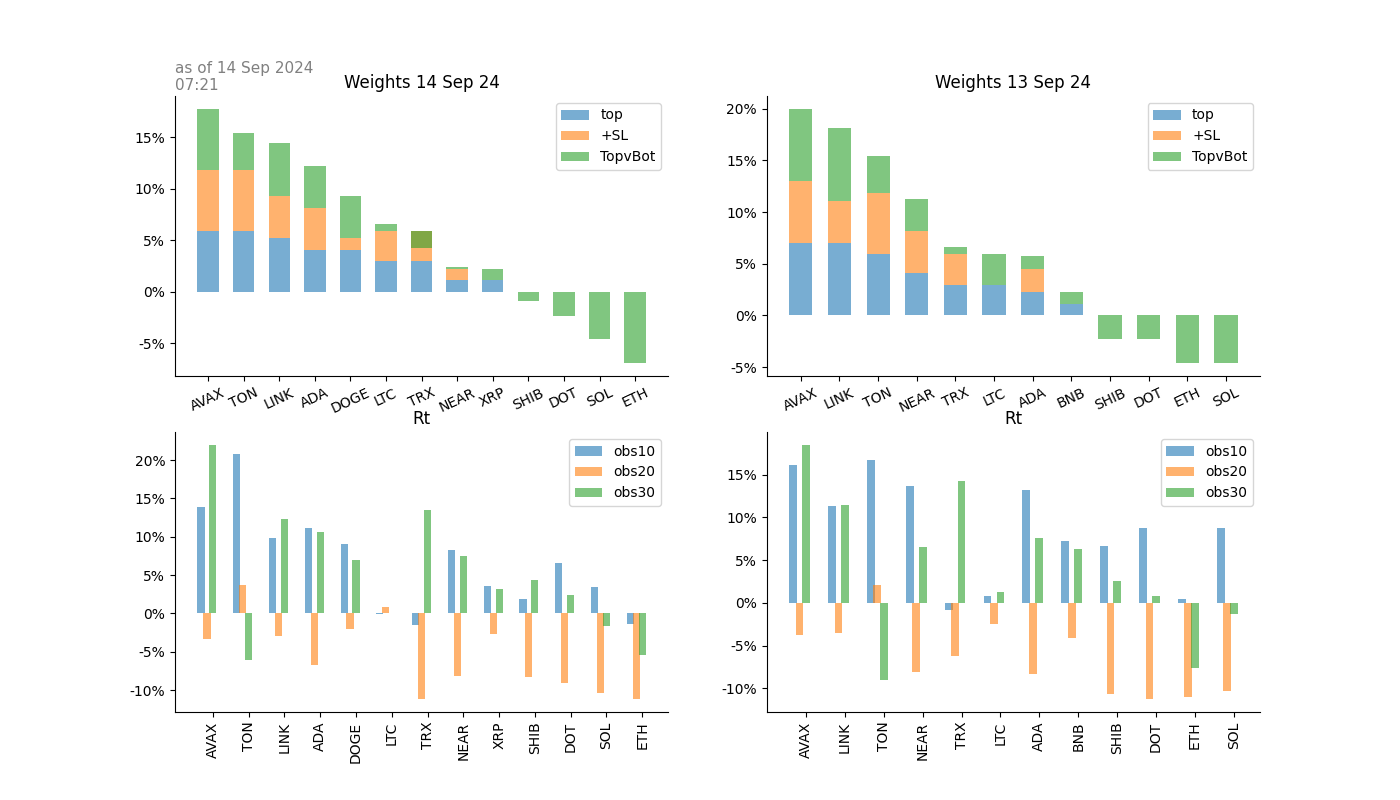 as of 14 Sep 2024
07:21
Weights 14 Sep 24
15%
10%
5%
0%
-5%
top
+SL
TopvBot
AVAX TON LINK ADA DOGE LTC TRX NEAR XRP SHIB DOT SOL ETH
Weights 13 Sep 24
20%
15%
10%
5%
0%
-5%
top
+SL
TopvBot
AVAX LINK TON NEAR TRX LTC ADA BNB SHIB DOT ETH SOL
Rt
20%
15%
10%
5%
0%
-5%
-10%
obs10
obs20
obs30
AVAX TON LINK ADA DOGE LTC TRX NEAR XRP SHIB DOT SOL ETH
Rt
15%
10%
5%
0%
-5%
-10%
obs10
obs20
obs30
AVAX LINK TON NEAR TRX LTC ADA BNB SHIB DOT ETH SOL